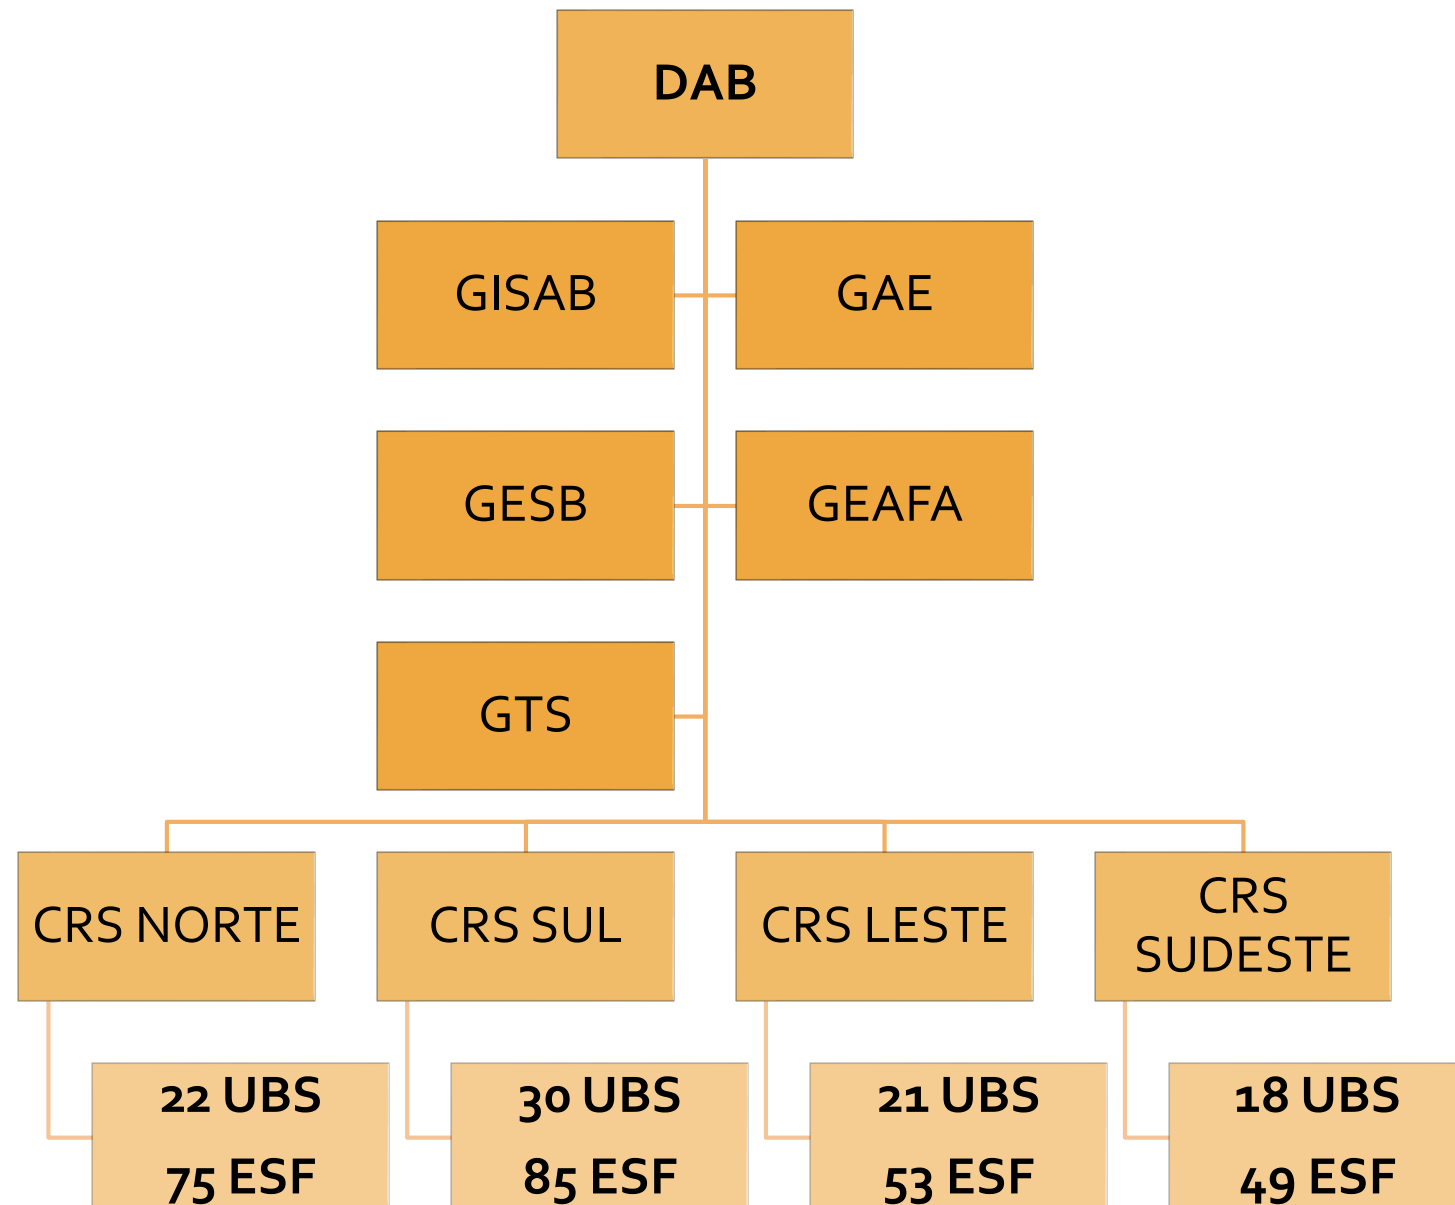 DAB
GISAB
GAE
GESB
GEAFA
GTS
CRS NORTE
CRS SUL
CRS LESTE
CRS
SUDESTE
22 UBS
75 ESF
30 UBS
85 ESF
21 UBS
53 ESF
18 UBS
49 ESF